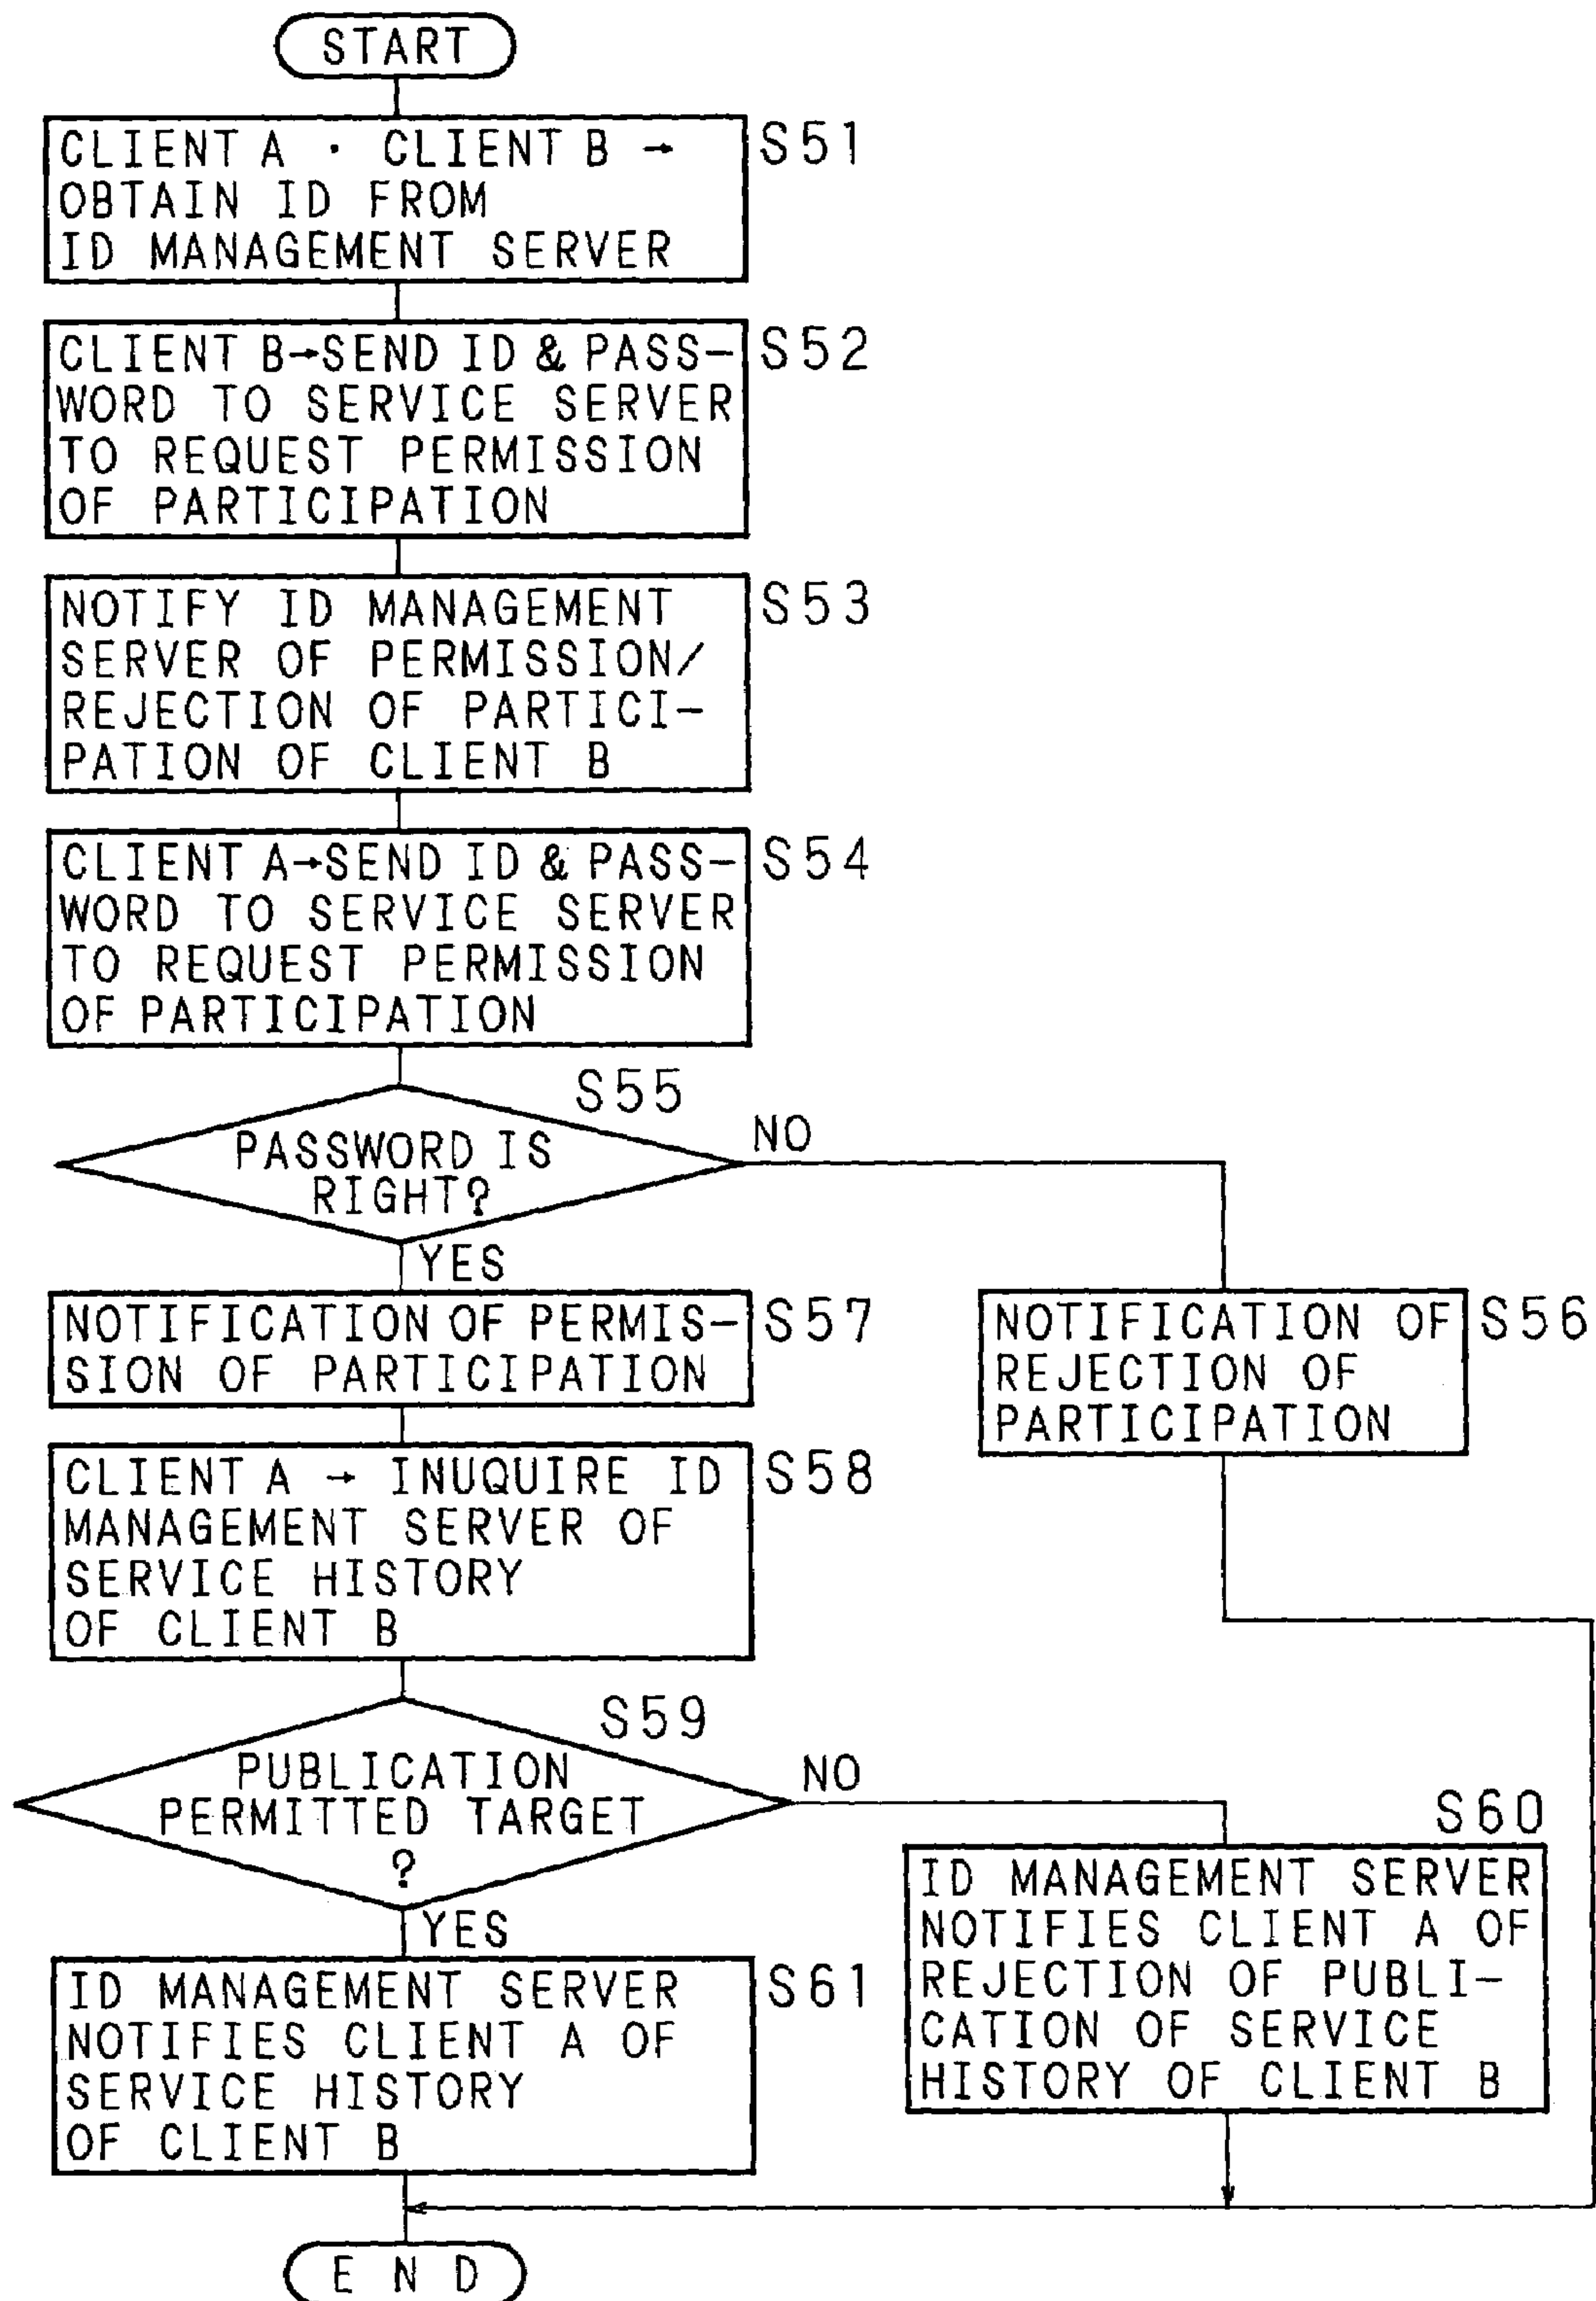 START
CLIENT A · CLIENT B →
OBTAIN ID FROM
ID MANAGEMENT SERVER
S51
CLIENT B→SEND ID & PASS-
WORD TO SERVICE SERVER
TO REQUEST PERMISSION
OF PARTICIPATION
S52
NOTIFY ID MANAGEMENT
SERVER OF PERMISSION/
REJECTION OF PARTICI-
PATION OF CLIENT B
S53
CLIENT A→SEND ID & PASS-
WORD TO SERVICE SERVER
TO REQUEST PERMISSION
OF PARTICIPATION
S54
S55
PASSWORD IS
RIGHT?
NO
YES
NOTIFICATION OF PERMIS-
SION OF PARTICIPATION
S57
NOTIFICATION OF
REJECTION OF
PARTICIPATION
S56
CLIENT A → INUQUIRE ID
MANAGEMENT SERVER OF
SERVICE HISTORY
OF CLIENT B
S58
S59
PUBLICATION
PERMITTED TARGET
?
NO
YES
S60
ID MANAGEMENT SERVER
NOTIFIES CLIENT A OF
REJECTION OF PUBLI-
CATION OF SERVICE
HISTORY OF CLIENT B
ID MANAGEMENT SERVER
NOTIFIES CLIENT A OF
SERVICE HISTORY
OF CLIENT B
S61
END